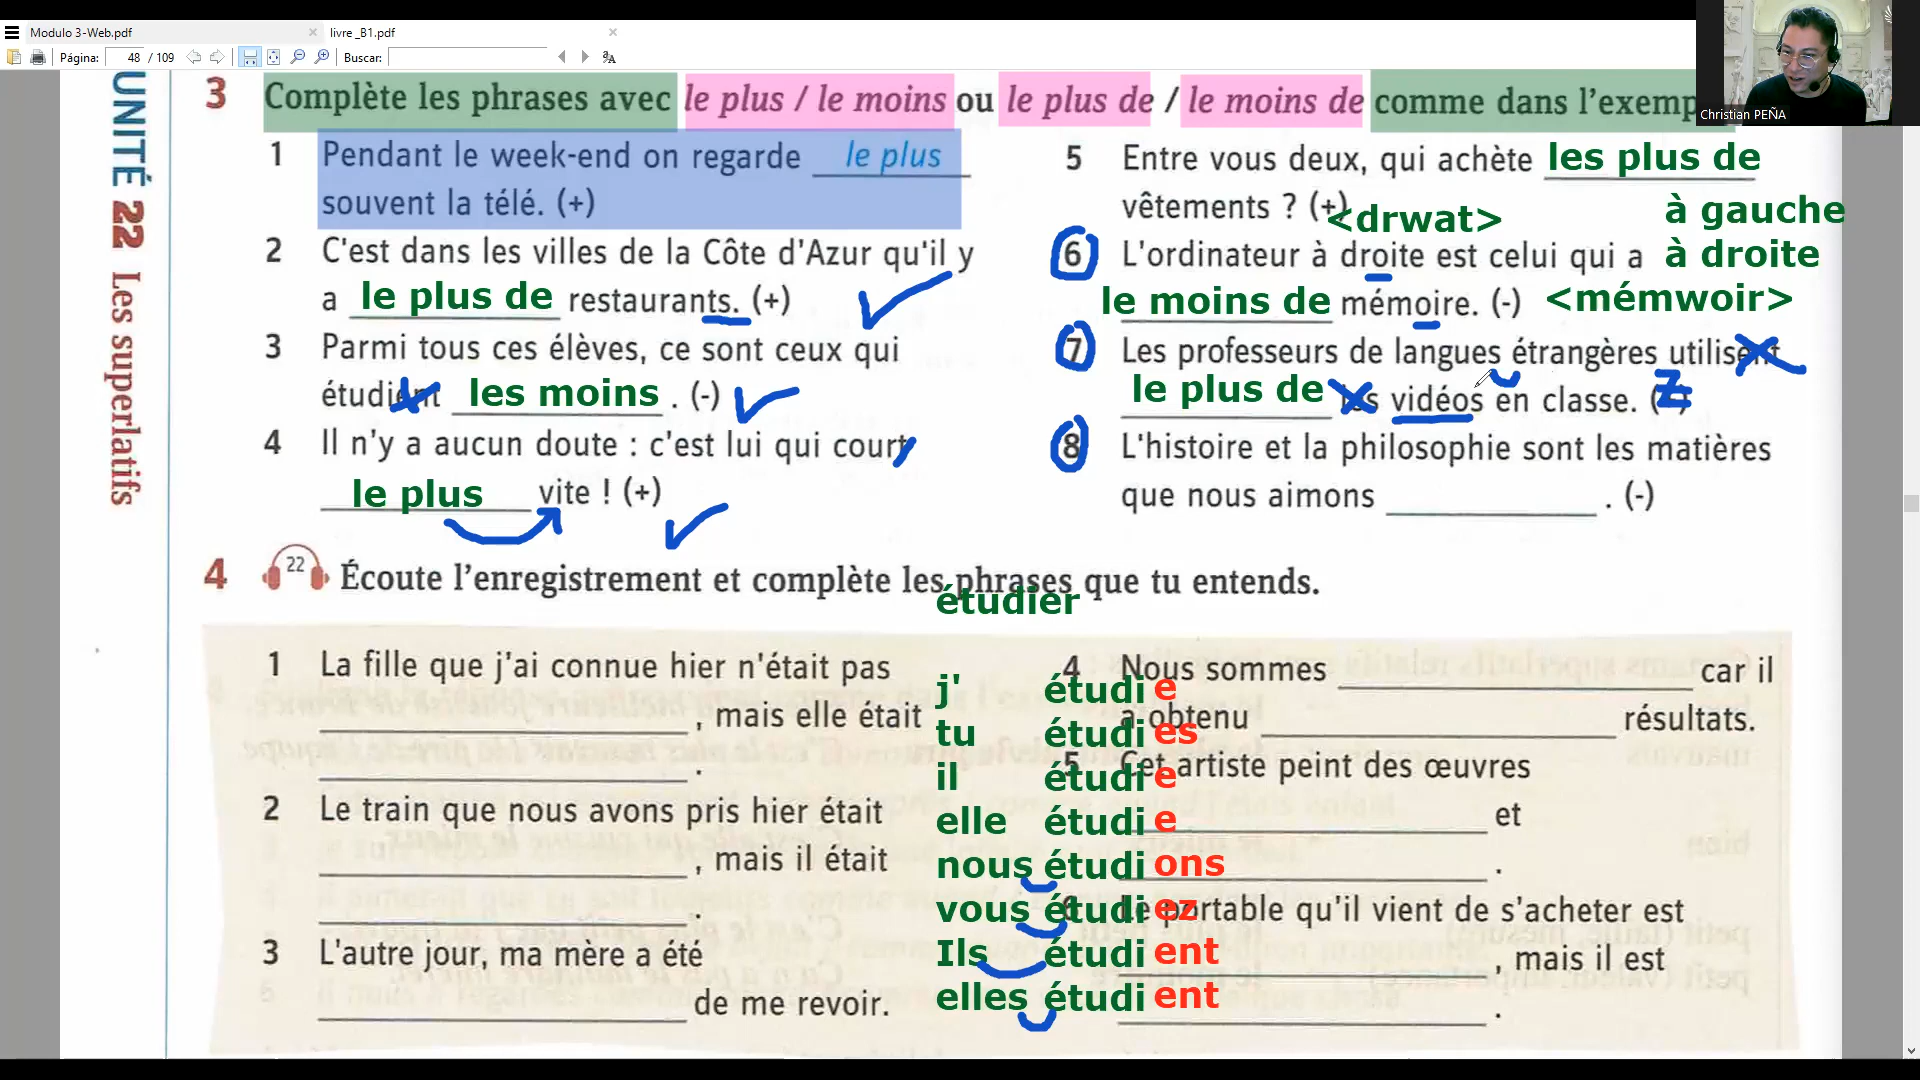 Modulo 3-Web.pdf
livre _B1.pdf
Página: 48 / 109 Buscar:
Christian PEÑA
UNITÉ 22 Les superlatifs
3 Complète les phrases avec le plus / le moins ou le plus de / le moins de comme dans l'exemp
1 Pendant le week-end on regarde le plus
souvent la télé. (+)
2 C'est dans les villes de la Côte d'Azur qu'il y
a le plus de restaurants. (+)
3 Parmi tous ces élèves, ce sont ceux qui
étudient les moins . (-)
4 Il n'y a aucun doute : c'est lui qui court
le plus vite ! (+)
5 Entre vous deux, qui achète les plus de
vêtements ? (+)
<drwat>
à gauche
6 L'ordinateur à droite est celui qui a
à droite
le moins de mémoire. (-)
<mémwoir>
7 Les professeurs de langues étrangères utilisent
le plus de les vidéos en classe. Z
8 L'histoire et la philosophie sont les matières
que nous aimons . (-)
4 22 Écoute l'enregistrement et complète les phrases que tu entends.
étudier
j' étudie
tu étudies
il étudie
elle étudie
nous étudions
vous étudiez
Ils étudient
elles étudient
1 La fille que j'ai connue hier n'était pas
, mais elle était
.
2 Le train que nous avons pris hier était
, mais il était
.
3 L'autre jour, ma mère a été
de me revoir.
4 Nous sommes car il
a obtenu résultats.
5 Cet artiste peint des œuvres
et
.
6 Le portable qu'il vient de s'acheter est
, mais il est
.